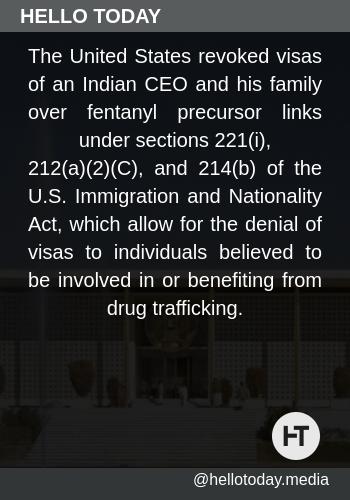 HELLO TODAY
The United States revoked visas
of an Indian CEO and his family
over fentanyl precursor links
under sections 221(i),
212(a)(2)(C), and 214(b) of the
U.S. Immigration and Nationality
Act, which allow for the denial of
visas to individuals believed to
be involved in or benefiting from
drug trafficking.
HT
@hellotoday.media